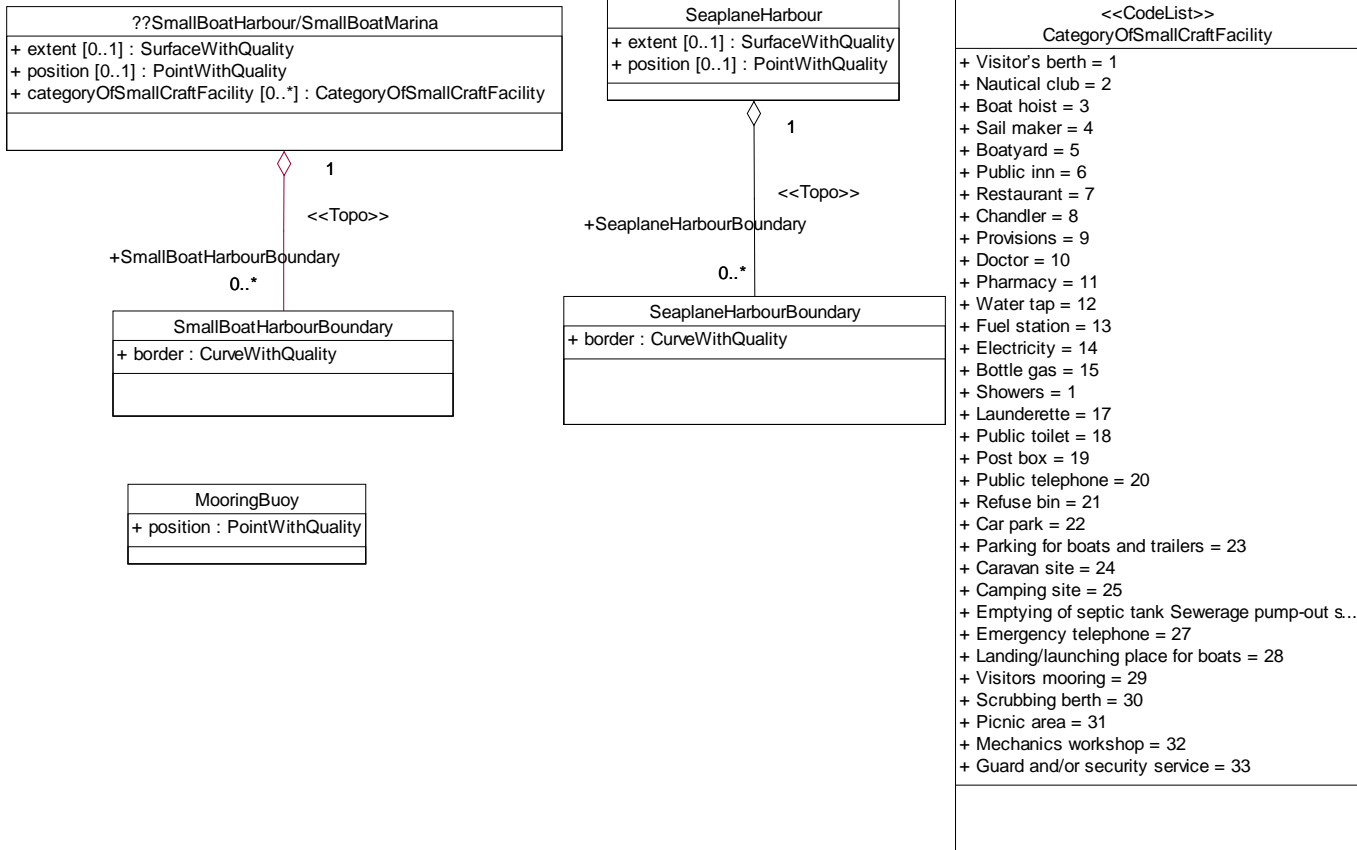 ??SmallBoatHarbour/SmallBoatMarina
+ extent [0..1] : SurfaceWithQuality
+ position [0..1] : PointWithQuality
+ categoryOfSmallCraftFacility [0..*] : CategoryOfSmallCraftFacility
1
<<Topo>>
+SmallBoatHarbourBoundary
0..*
SmallBoatHarbourBoundary
+ border : CurveWithQuality
MooringBuoy
+ position : PointWithQuality
SeaplaneHarbour
+ extent [0..1] : SurfaceWithQuality
+ position [0..1] : PointWithQuality
1
<<Topo>>
+SeaplaneHarbourBoundary
0..*
SeaplaneHarbourBoundary
+ border : CurveWithQuality
<<CodeList>>
CategoryOfSmallCraftFacility
+ Visitor's berth = 1
+ Nautical club = 2
+ Boat hoist = 3
+ Sail maker = 4
+ Boatyard = 5
+ Public inn = 6
+ Restaurant = 7
+ Chandler = 8
+ Provisions = 9
+ Doctor = 10
+ Pharmacy = 11
+ Water tap = 12
+ Fuel station = 13
+ Electricity = 14
+ Bottle gas = 15
+ Showers = 1
+ Launderette = 17
+ Public toilet = 18
+ Post box = 19
+ Public telephone = 20
+ Refuse bin = 21
+ Car park = 22
+ Parking for boats and trailers = 23
+ Caravan site = 24
+ Camping site = 25
+ Emptying of septic tank Sewerage pump-out s...
+ Emergency telephone = 27
+ Landing/launching place for boats = 28
+ Visitors mooring = 29
+ Scrubbing berth = 30
+ Picnic area = 31
+ Mechanics workshop = 32
+ Guard and/or security service = 33